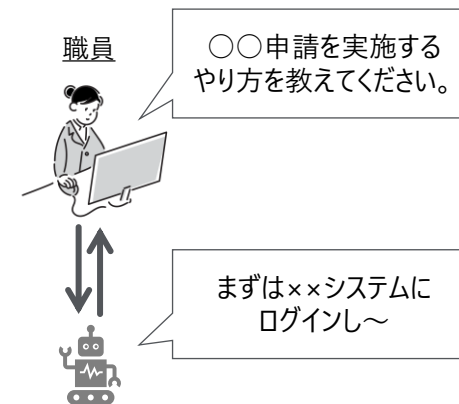 職員
○○申請を実施する
やり方を教えてください。
まずは××システムに
ログインし～